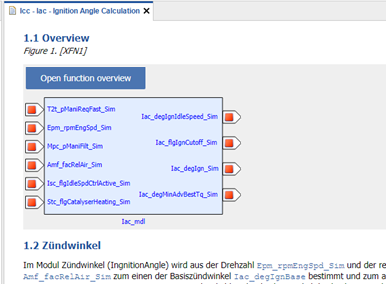 Icc - Iac - Ignition Angle Calculation
1.1 Overview
Figure 1. [XFN1]
Open function overview
T2t_pManiReqFast_Sim
Epm_rpmEngSpd_Sim
Mpc_pManiFilt_Sim
Amf_facRelAir_Sim
Isc_flgIdleSpdCtrlActive_Sim
Stc_flgCatalyserHeating_Sim
Iac_degIgnIdleSpeed_Sim
Iac_flgIgnCutoff_Sim
Iac_degIgn_Sim
Iac_degMinAdvBestTq_Sim
Iac_mdl
1.2 Zündwinkel
Im Modul Zündwinkel (IngnitionAngle) wird aus der Drehzahl Epm_rpmEngSpd_Sim und der re
Amf_facRelAir_Sim zum einen der Basiszündwinkel Iac_degIgnBase bestimmt und zum a